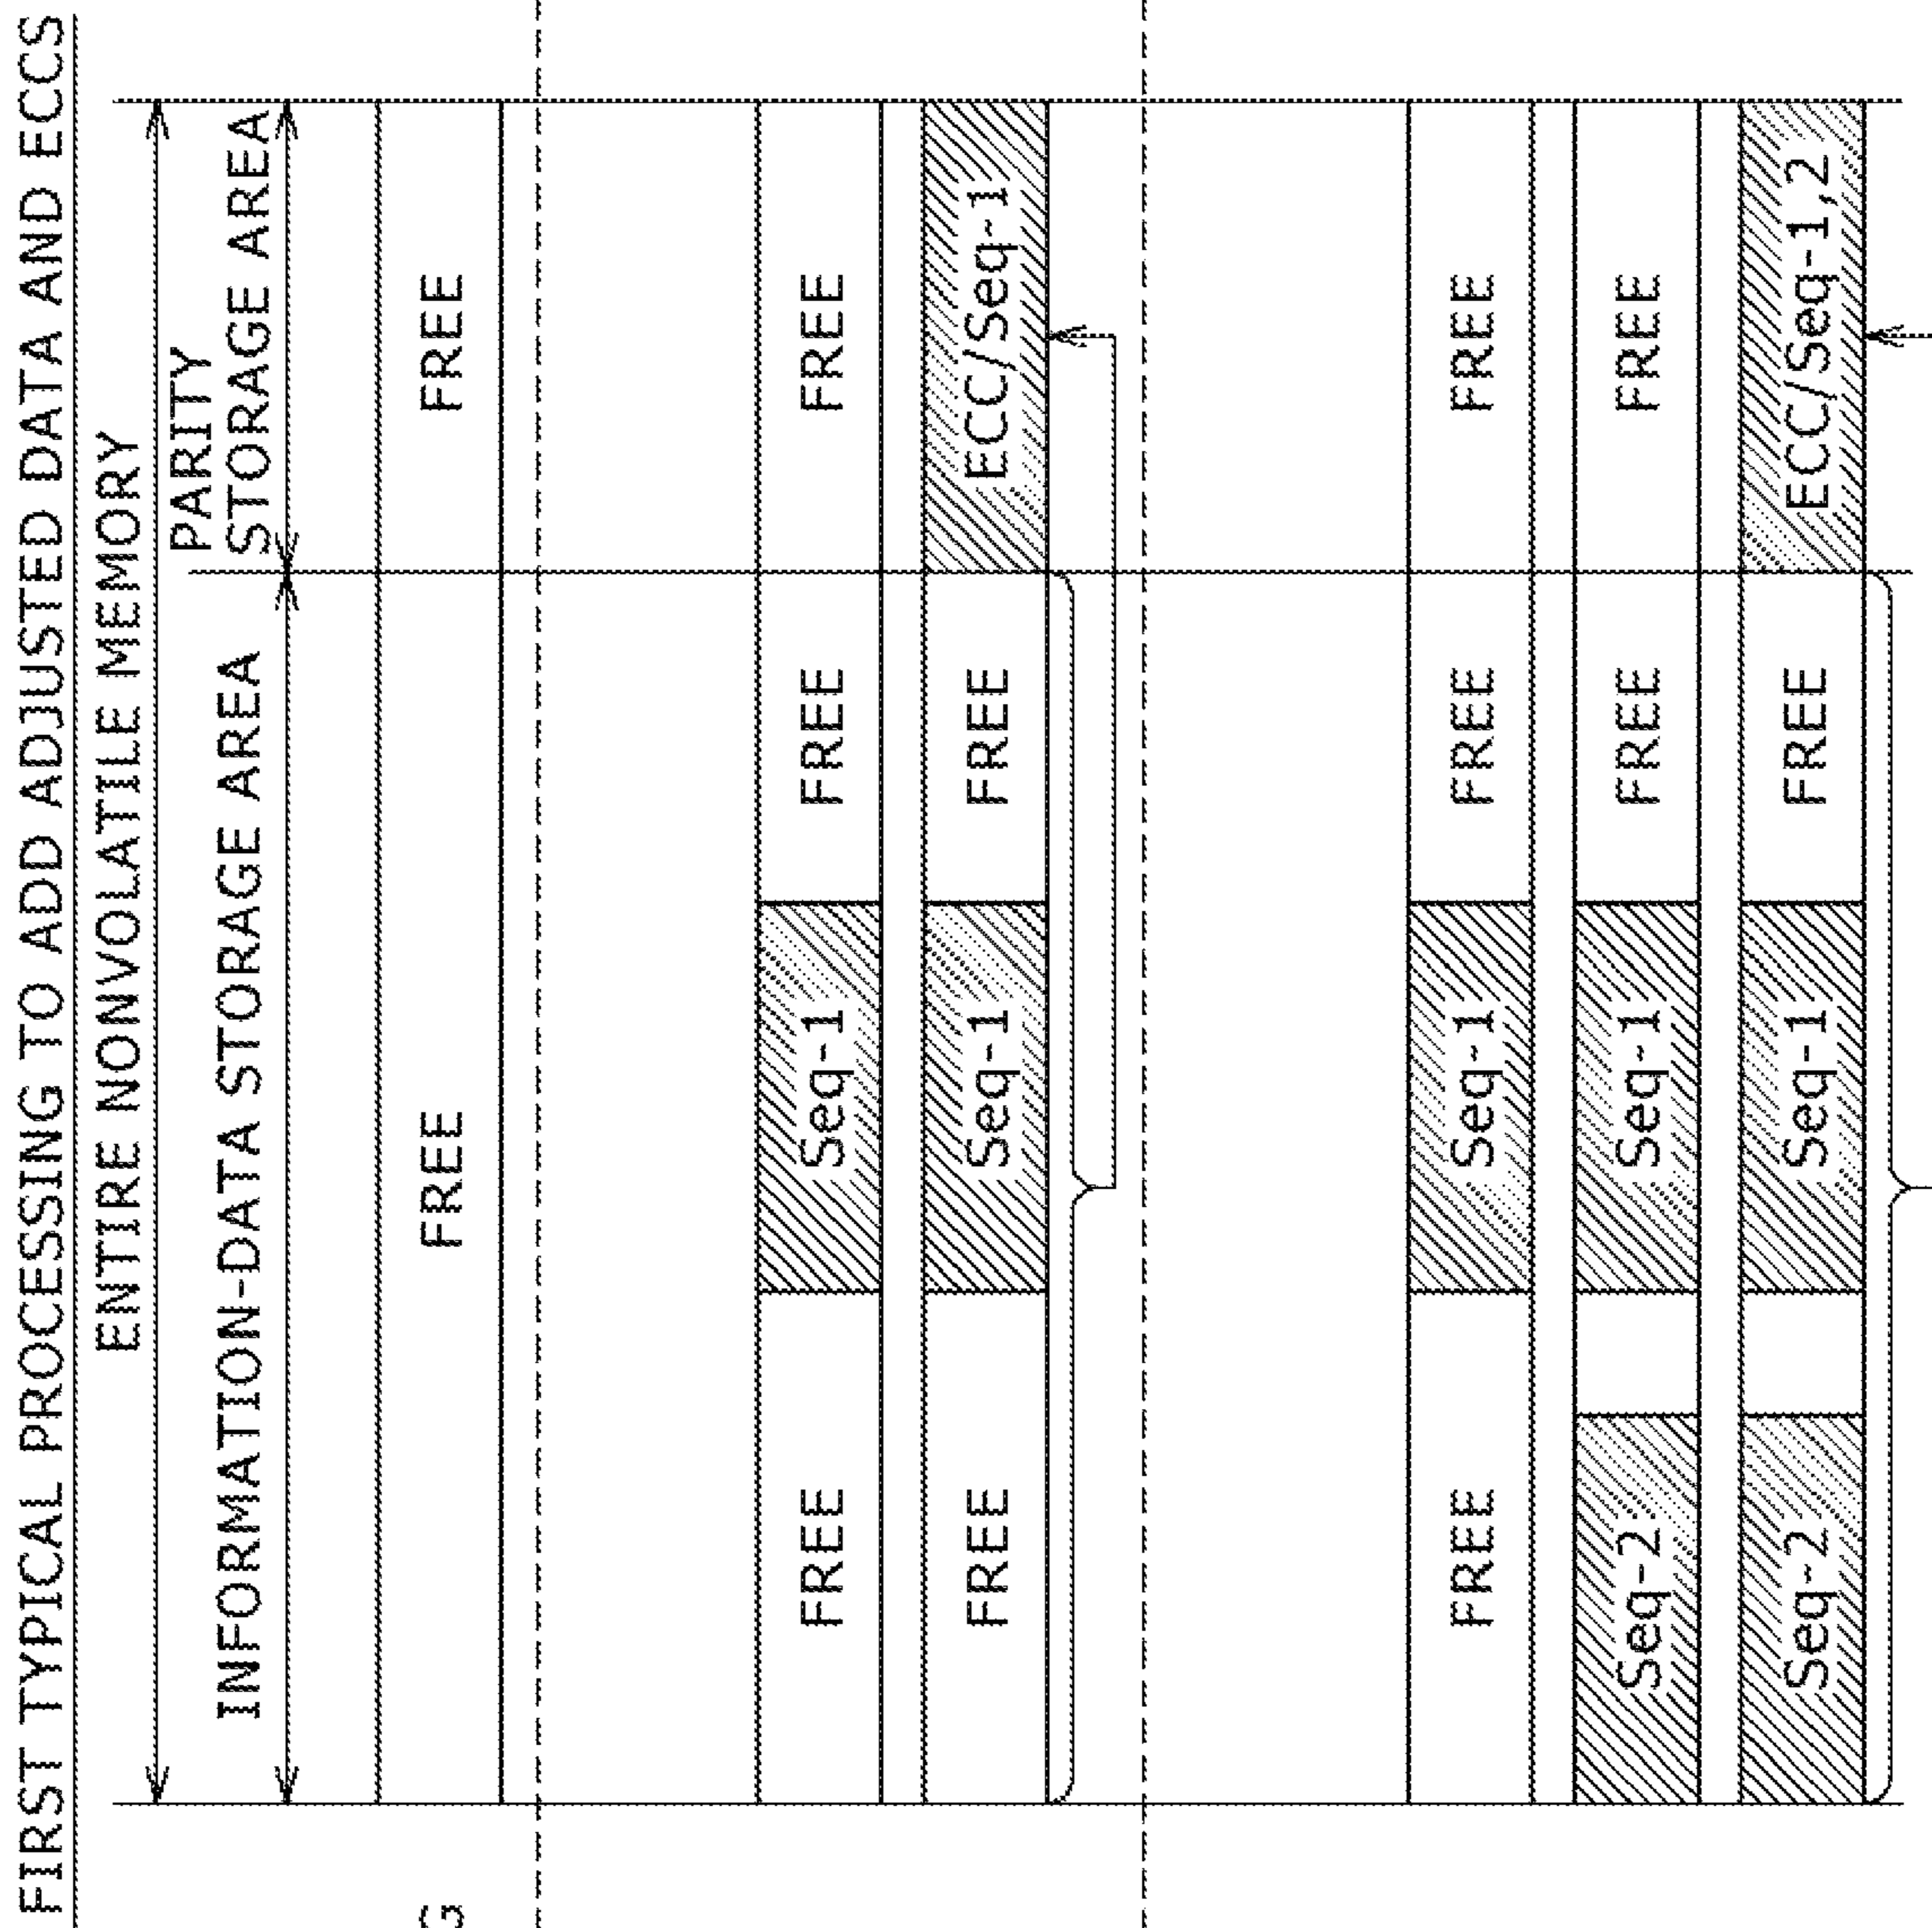 FIRST TYPICAL PROCESSING TO ADD ADJUSTED DATA AND ECCS
ENTIRE NONVOLATILE MEMORY
PARITY
STORAGE AREA
INFORMATION-DATA STORAGE AREA
G
FREE
FREE
FREE
Seq-1
FREE
FREE
FREE
Seq-1
FREE
ECC/Seq-1
FREE
Seq-1
FREE
FREE
Seq-2
Seq-1
FREE
FREE
Seq-2
Seq-1
FREE
ECC/Seq-1,2